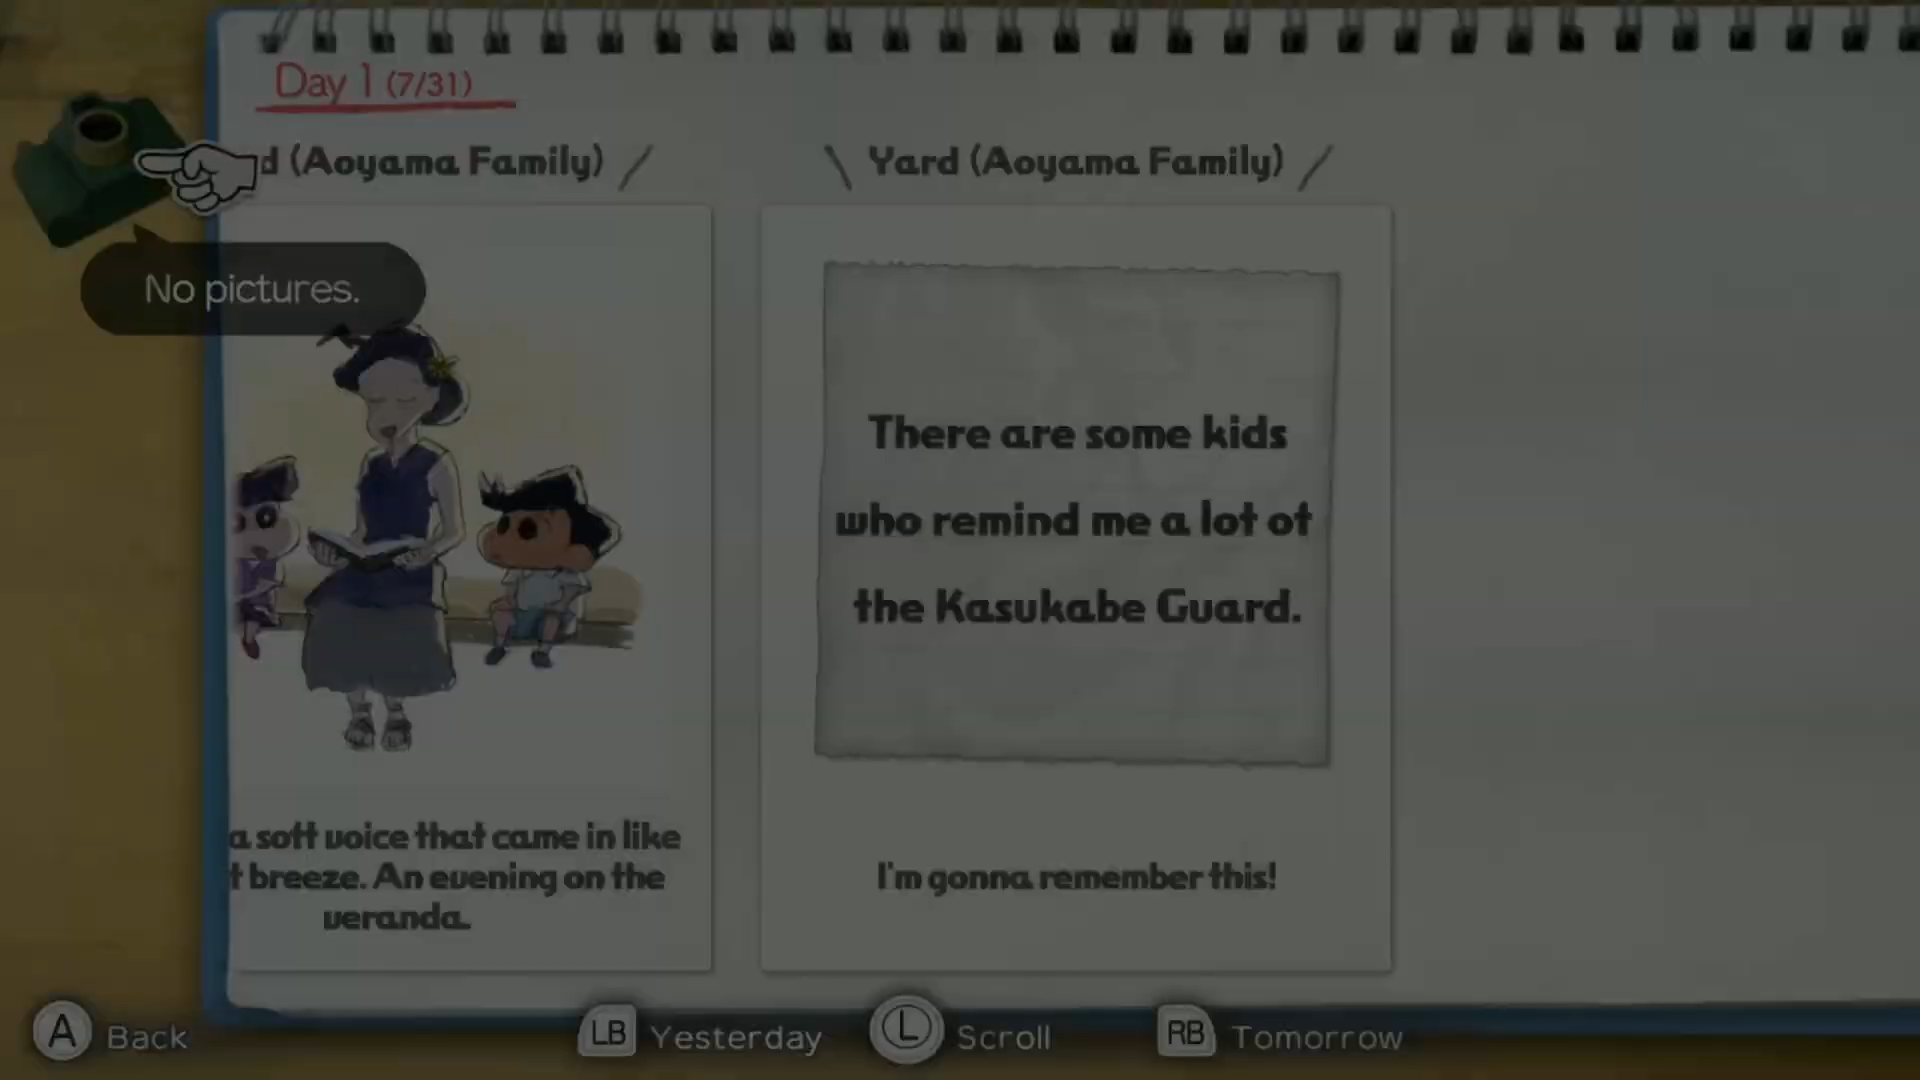 Day 1 (7/31)
d (Aoyama Family)
Yard (Aoyama Family)
No pictures.
There are some kids
who remind me a lot of
the Kasukabe Guard.
a soft voice that came in like
t breeze. An evening on the
veranda.
I'm gonna remember this!
A Back
LB Yesterday
L Scroll
RB Tomorrow